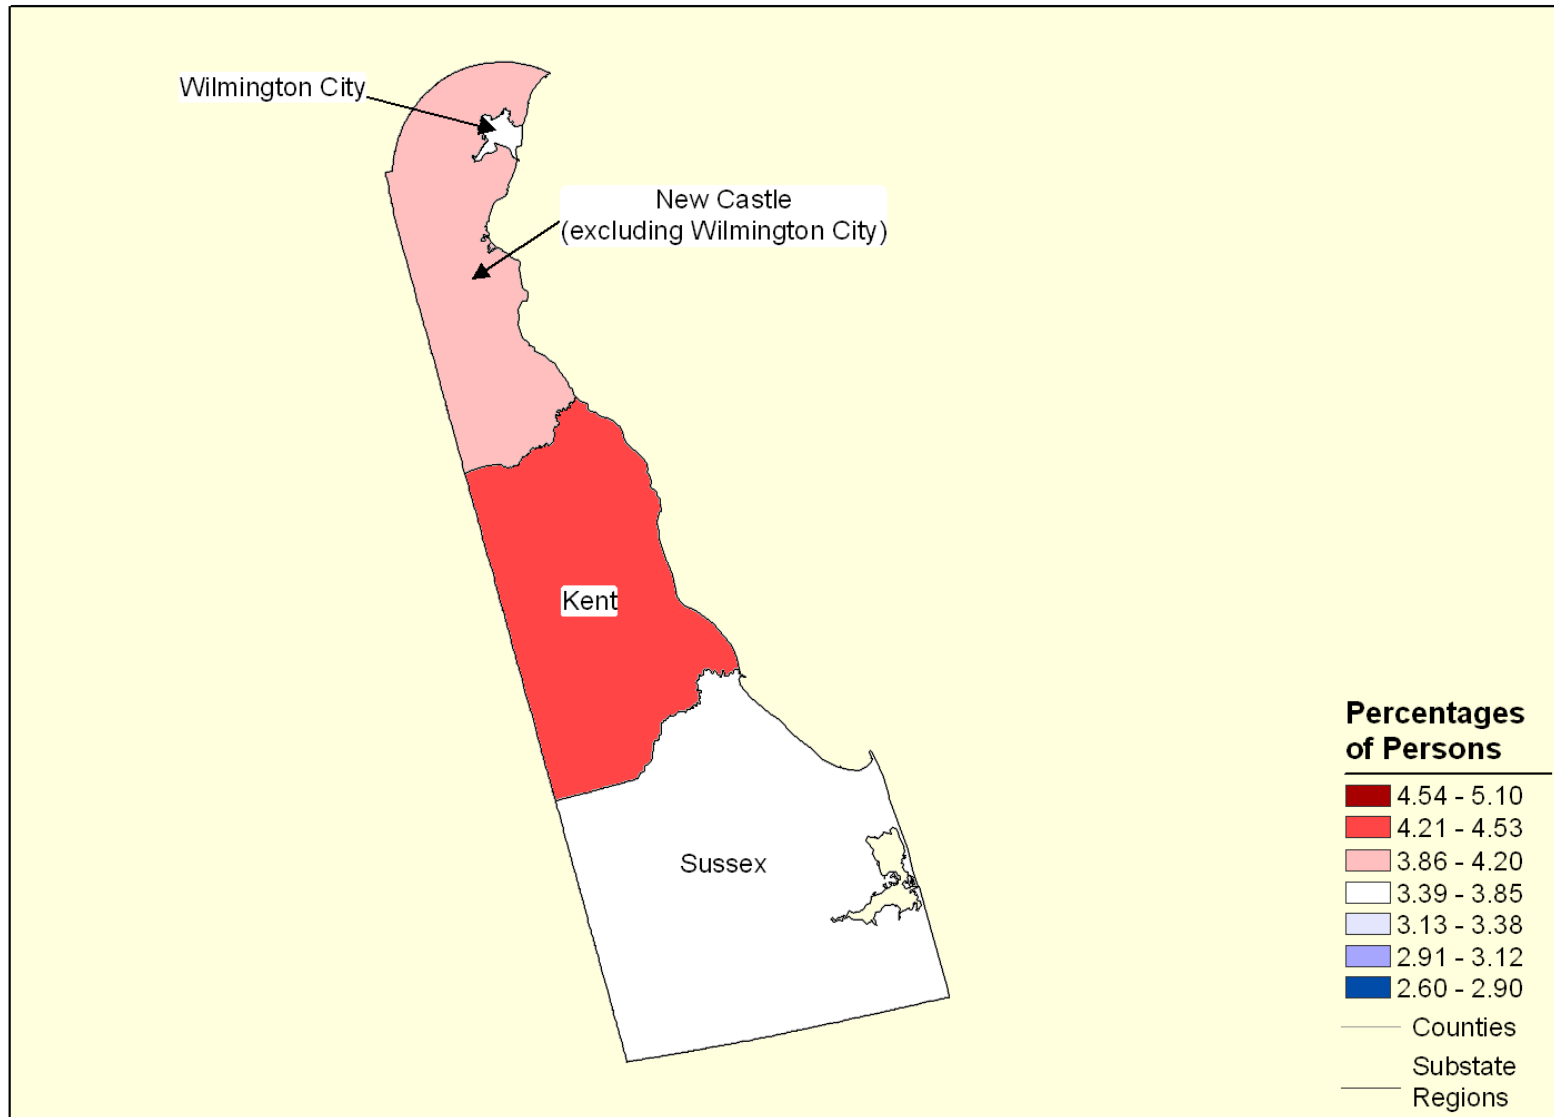 Wilmington City
New Castle
(excluding Wilmington City)
Kent
Sussex
Percentages
of Persons
4.54 - 5.10
4.21 - 4.53
3.86 - 4.20
3.39 - 3.85
3.13 - 3.38
2.91 - 3.12
2.60 - 2.90
Counties
Substate
Regions